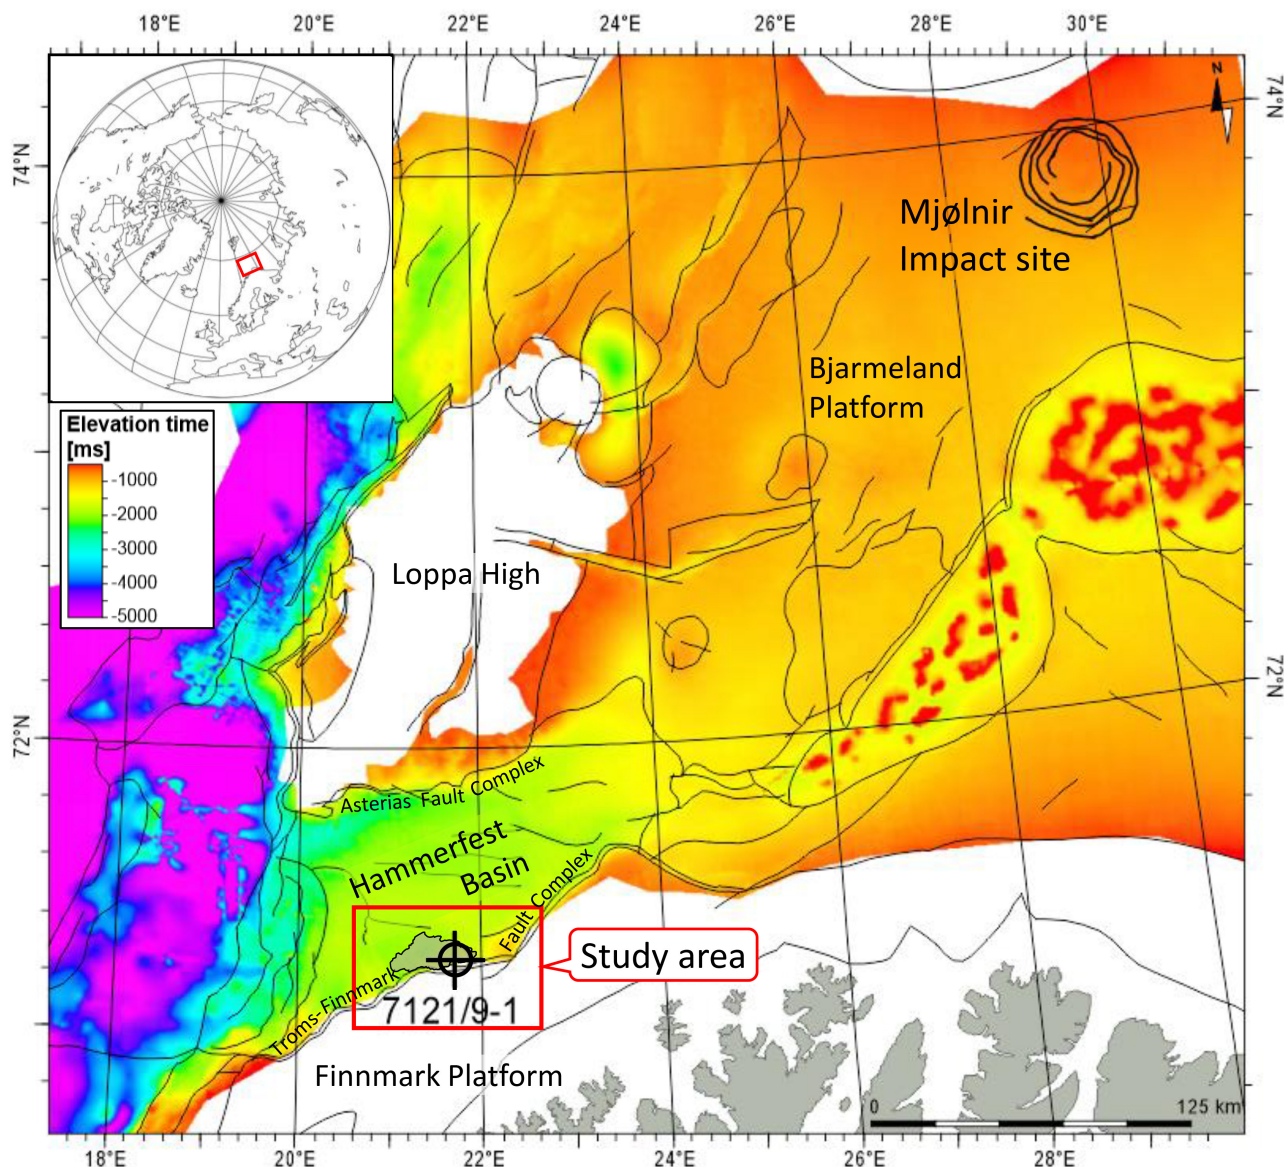 18°E 20°E 22°E 24°E 26°E 28°E 30°E
N
74°N
74°N
Mjølnir
Impact site
Bjarmeland
Platform
Elevation time
[ms]
-1000
-2000
-3000
-4000
-5000
Loppa High
72°N
72°N
Asterias Fault Complex
Hammerfest
Basin
Troms-Finnmark Fault Complex
Study area
7121/9-1
Finnmark Platform
0 125 km
18°E 20°E 22°E 24°E 26°E 28°E